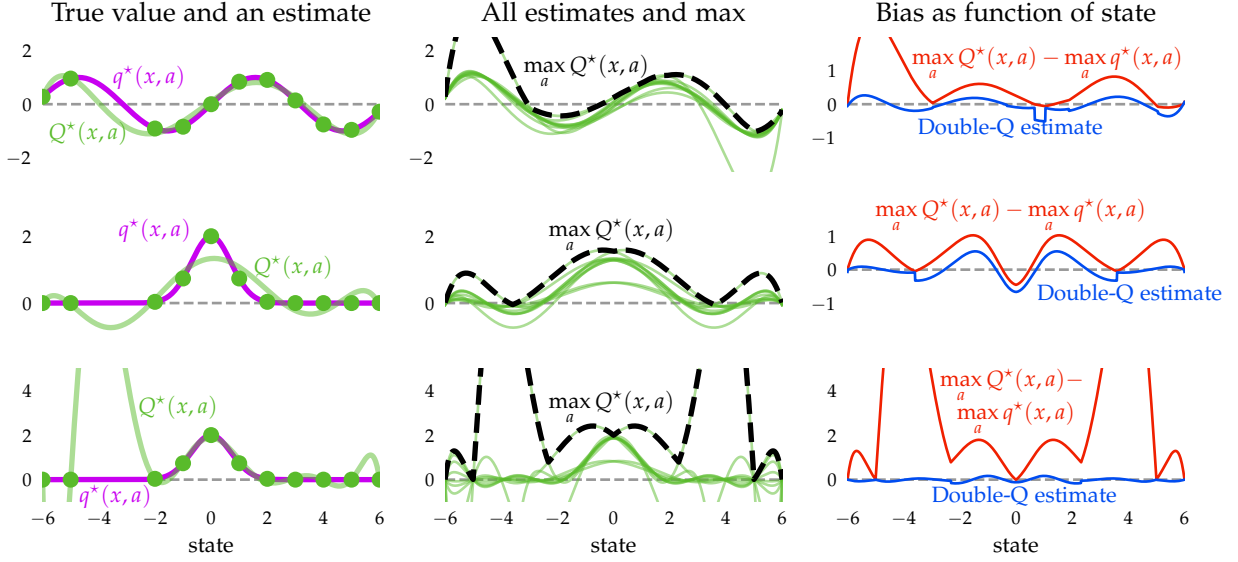 True value and an estimate
All estimates and max
Bias as function of state
2
0
−2
q⋆(x, a)
Q⋆(x, a)
2
0
−2
max_a Q⋆(x, a)
1
0
−1
max_a Q⋆(x, a) − max_a q⋆(x, a)
Double-Q estimate
2
0
q⋆(x, a)
Q⋆(x, a)
2
0
max_a Q⋆(x, a)
1
0
−1
max_a Q⋆(x, a) − max_a q⋆(x, a)
Double-Q estimate
4
2
0
Q⋆(x, a)
q⋆(x, a)
−6 −4 −2 0 2 4 6
state
4
2
0
max_a Q⋆(x, a)
−6 −4 −2 0 2 4 6
state
4
2
0
max_a Q⋆(x, a)−
max_a q⋆(x, a)
Double-Q estimate
−6 −4 −2 0 2 4 6
state